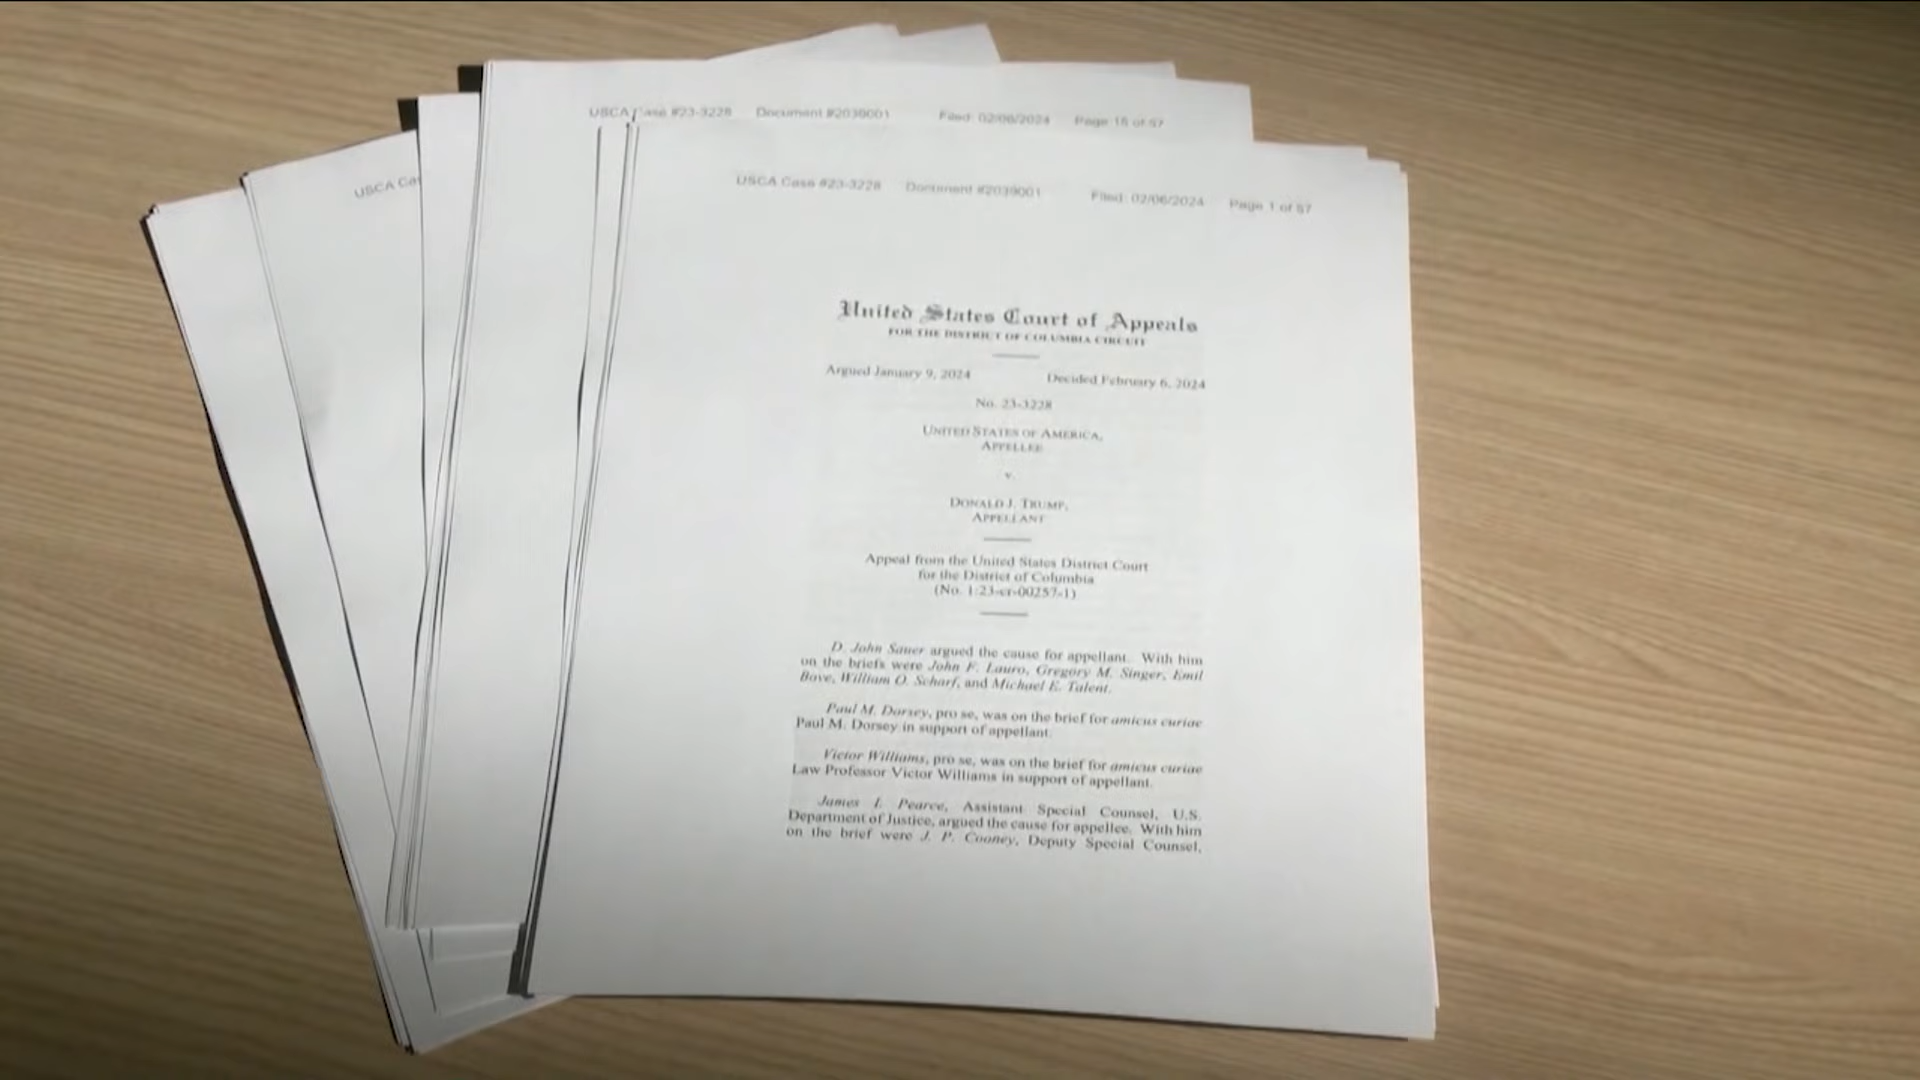 USCA Case #23-3228 Document #2039001 Filed: 02/06/2024 Page 15 of 57
USCA Cas
USCA Case #23-3228 Document #2039001 Filed: 02/06/2024 Page 1 of 57
United States Court of Appeals
FOR THE DISTRICT OF COLUMBIA CIRCUIT
Argued January 9, 2024 Decided February 6, 2024
No. 23-3228
UNITED STATES OF AMERICA,
APPELLEE
v.
DONALD J. TRUMP,
APPELLANT
Appeal from the United States District Court
for the District of Columbia
(No. 1:23-cr-00257-1)
D. John Sauer argued the cause for appellant. With him
on the briefs were John F. Lauro, Gregory M. Singer, Emil
Bove, William O. Scharf, and Michael E. Talent.
Paul M. Dorsey, pro se, was on the brief for amicus curiae
Paul M. Dorsey in support of appellant.
Victor Williams, pro se, was on the brief for amicus curiae
Law Professor Victor Williams in support of appellant.
James I. Pearce, Assistant Special Counsel, U.S.
Department of Justice, argued the cause for appellee. With him
on the brief were J. P. Cooney, Deputy Special Counsel,